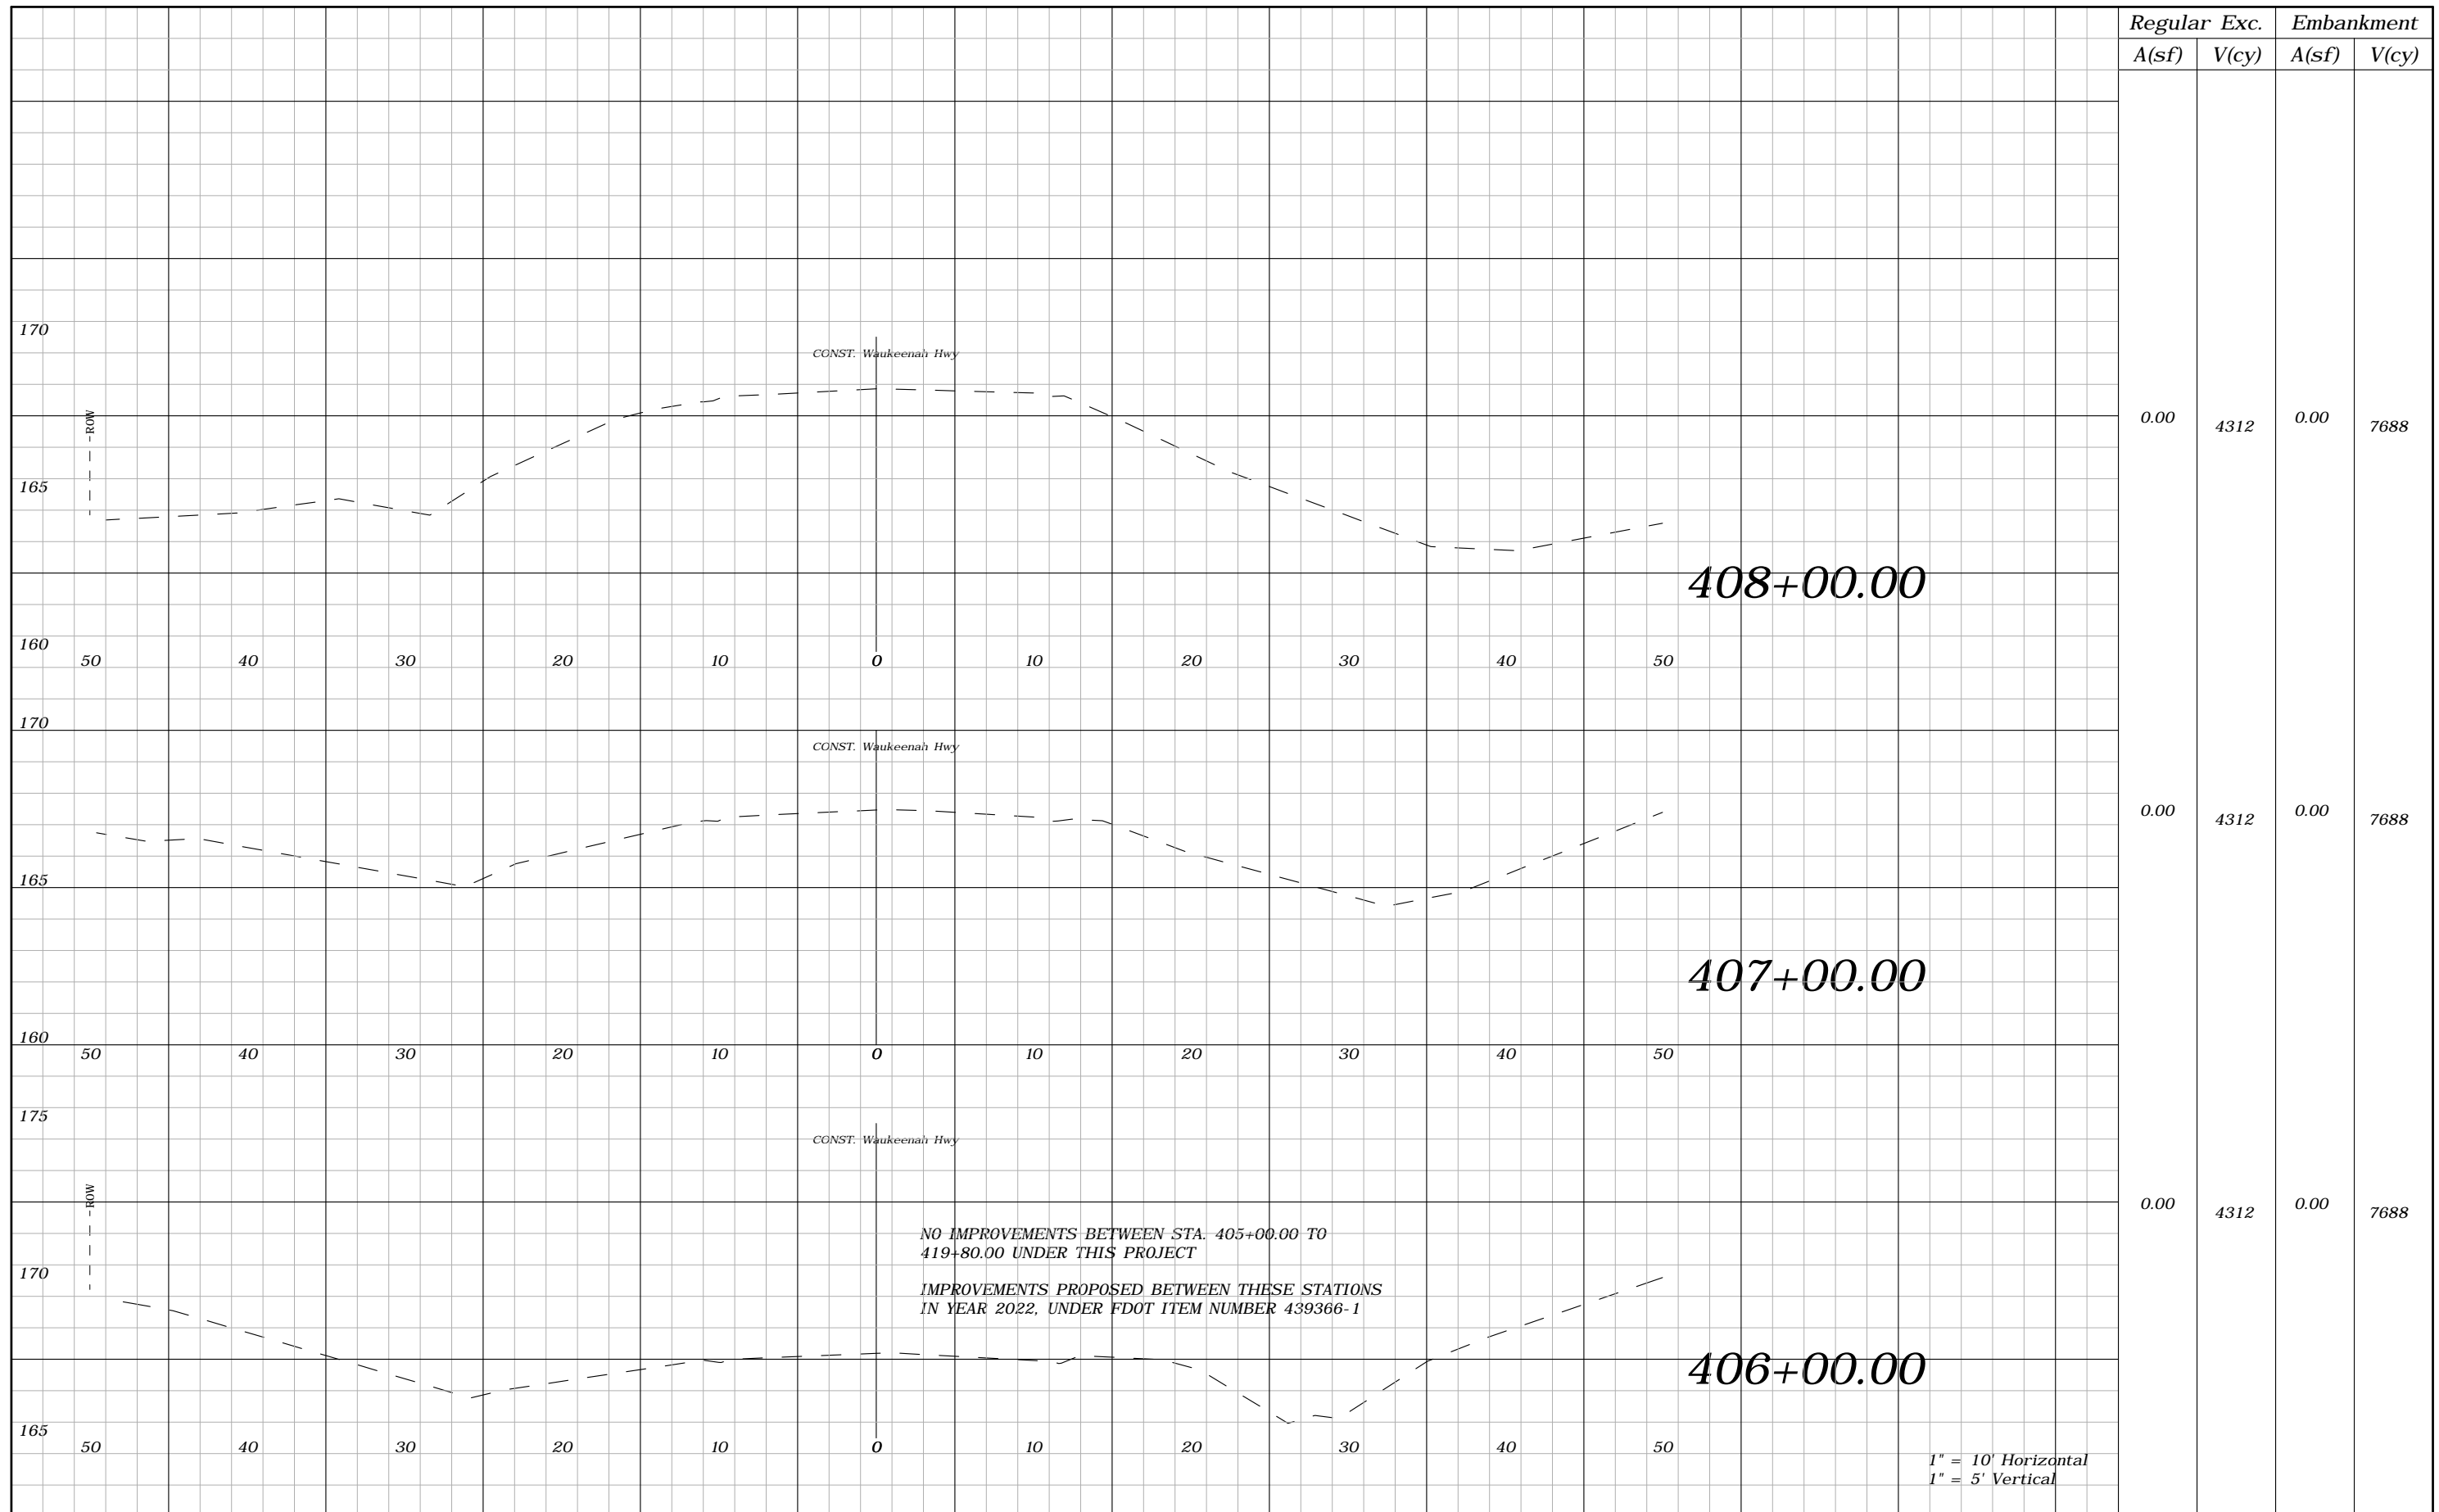 Regular Exc. Embankment
A(sf) V(cy) A(sf) V(cy)
170
CONST. Waukeenah Hwy
ROW
0.00 4312 0.00 7688
165
408+00.00
160
50 40 30 20 10 0 10 20 30 40 50
170
CONST. Waukeenah Hwy
0.00 4312 0.00 7688
165
407+00.00
160
50 40 30 20 10 0 10 20 30 40 50
175
CONST. Waukeenah Hwy
ROW
0.00 4312 0.00 7688
NO IMPROVEMENTS BETWEEN STA. 405+00.00 TO
419+80.00 UNDER THIS PROJECT
170
IMPROVEMENTS PROPOSED BETWEEN THESE STATIONS
IN YEAR 2022, UNDER FDOT ITEM NUMBER 439366-1
406+00.00
165
50 40 30 20 10 0 10 20 30 40 50
1" = 10' Horizontal
1" = 5' Vertical